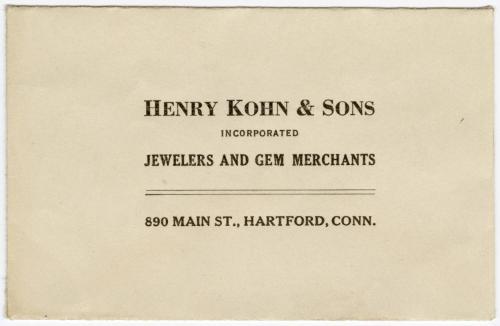 HENRY KOHN & SONS
INCORPORATED
JEWELERS AND GEM MERCHANTS
890 MAIN ST., HARTFORD, CONN.